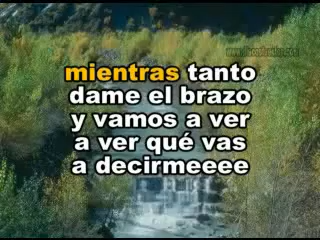 mientras tanto
dame el brazo
y vamos a ver
a ver qué vas
a decirmeeee